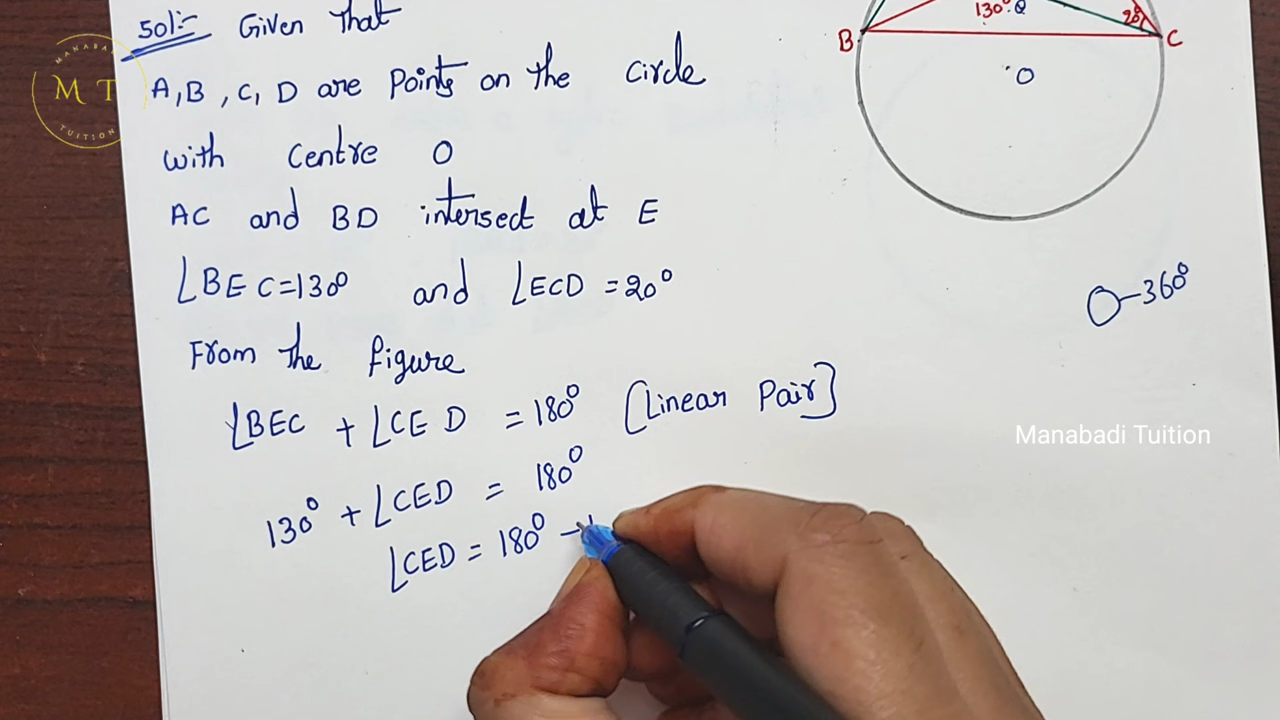 Sol:- Given That
A, B, C, D are Points on the circle
with Centre O
AC and BD intersect at E
∠BEC=130° and ∠ECD = 20°
From the figure
∠BEC + ∠CED = 180° [Linear Pair]
130° + ∠CED = 180°
∠CED = 180° -
130° Q
20°
B
C
O
O-360°
MANABADI
M T
TUITION
Manabadi Tuition